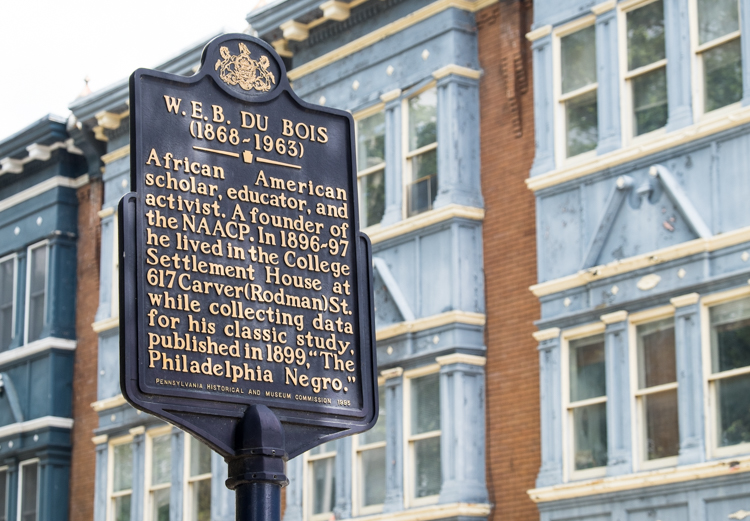 W.E.B. DU BOIS
(1868-1963)
African American
scholar, educator, and
activist. A founder of
the NAACP. In 1896-97
he lived in the College
Settlement House at
617 Carver (Rodman) St.
while collecting data
for his classic study,
published in 1899, "The
Philadelphia Negro."
PENNSYLVANIA HISTORICAL AND MUSEUM COMMISSION 1995